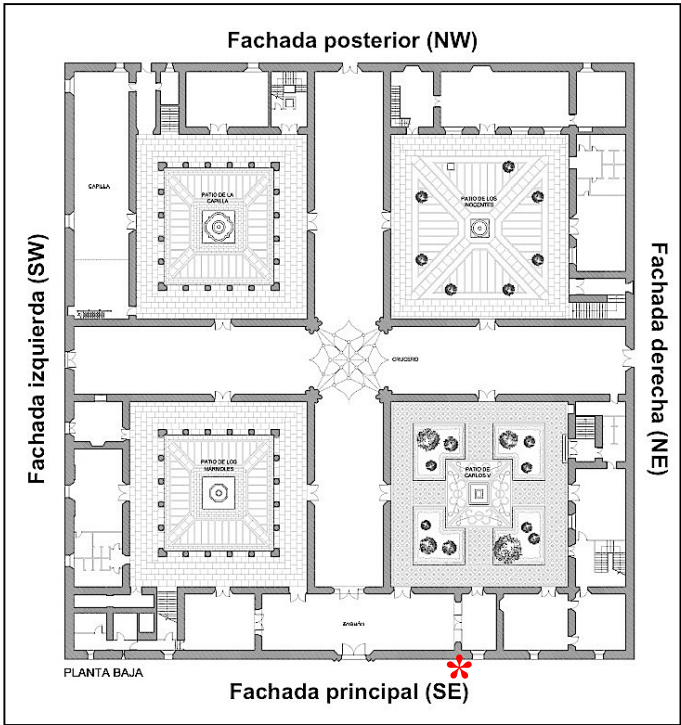 Fachada posterior (NW)
CAPILLA
PATIO DE LA
CAPILLA
PATIO DE LOS
INOCENTES
Fachada izquierda (SW)
Fachada derecha (NE)
CRUCERO
PATIO DE LOS
MÁRMOLES
PATIO DE
CARLOS V
ZAGUÁN
PLANTA BAJA
Fachada principal (SE)